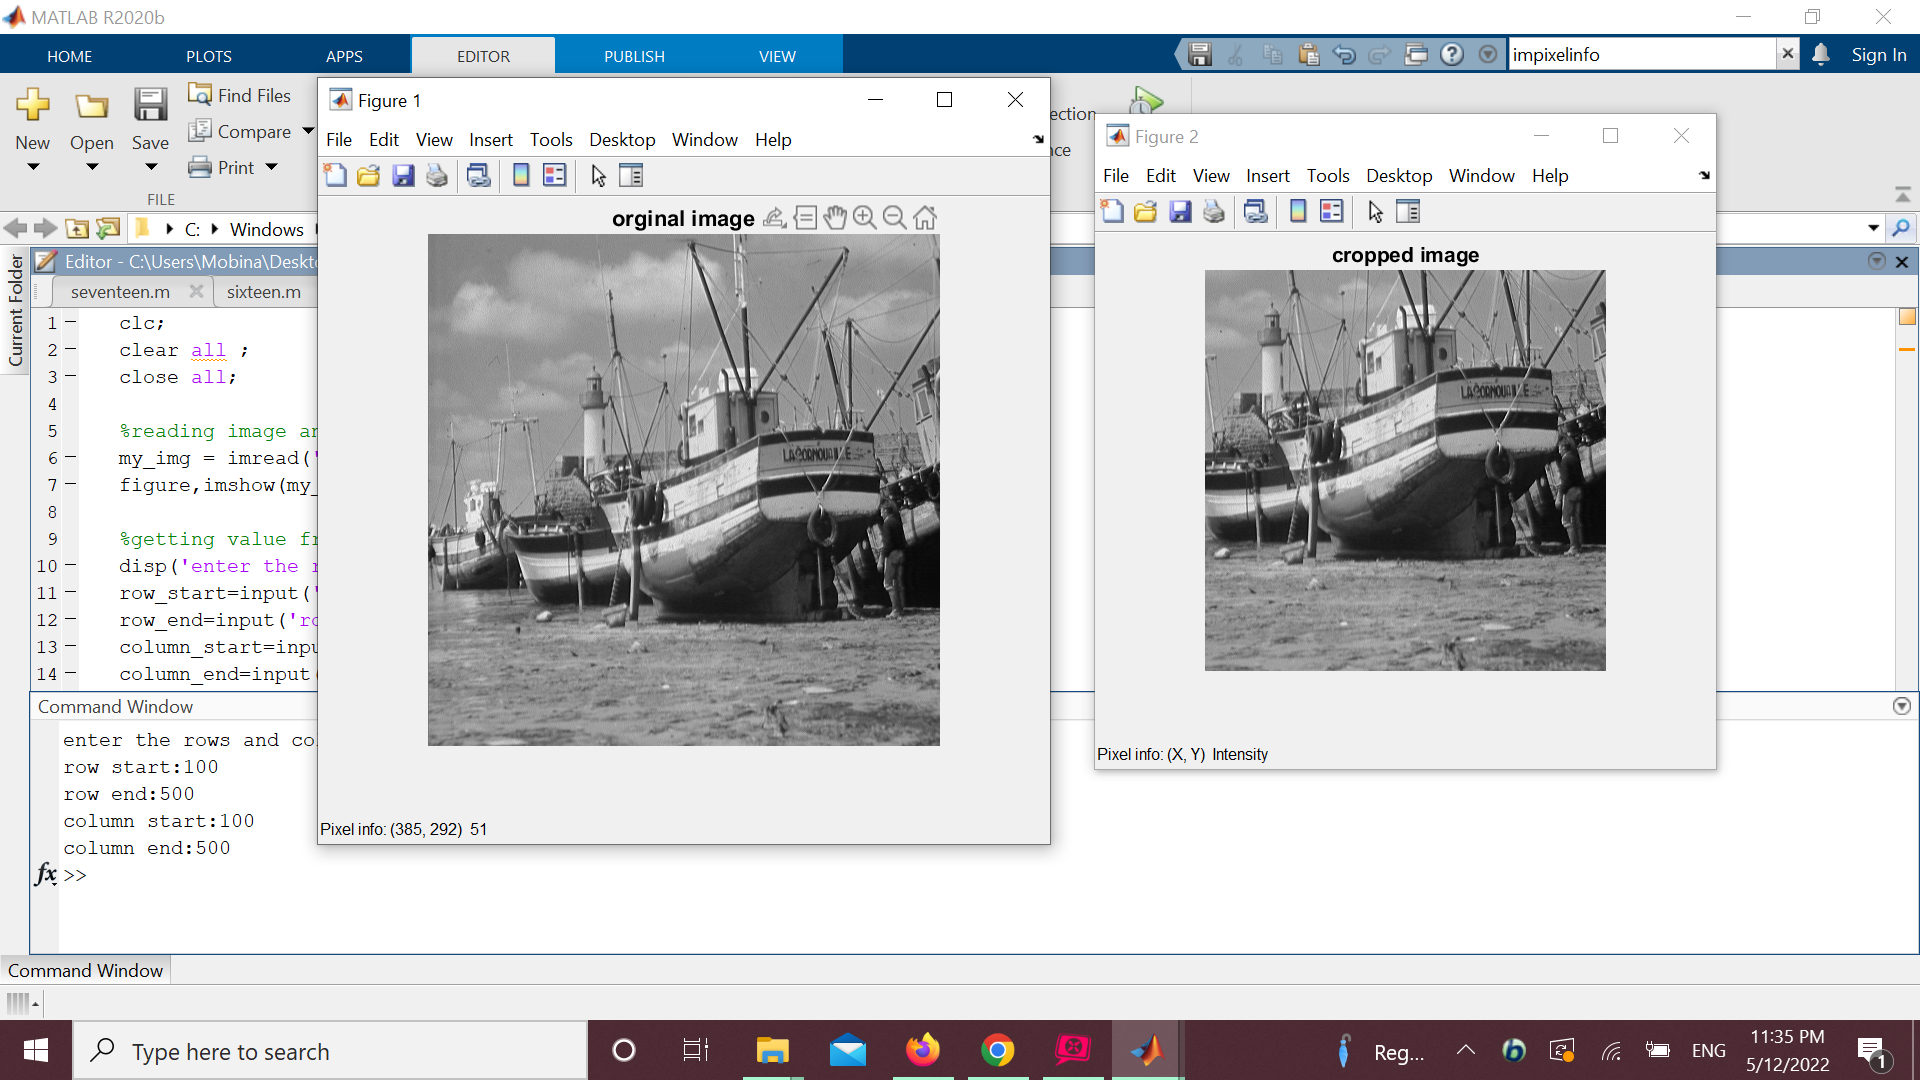 MATLAB R2020b
HOME PLOTS APPS EDITOR PUBLISH VIEW
impixelinfo
Sign In
New
Open
Save
Find Files
Compare
Print
FILE
ection
nce
C: Windows
Current Folder
Editor - C:\Users\Mobina\Deskto
seventeen.m sixteen.m
1 clc;
2 clear all ;
3 close all;
4
5 %reading image an
6 my_img = imread('
7 figure,imshow(my_
8
9 %getting value fr
10 disp('enter the r
11 row_start=input('
12 row_end=input('ro
13 column_start=inpu
14 column_end=input(
Command Window
enter the rows and co
row start:100
row end:500
column start:100
column end:500
fx >>
Command Window
Figure 1
File Edit View Insert Tools Desktop Window Help
orginal image
LACORNOUAILLE
Pixel info: (385, 292) 51
Figure 2
File Edit View Insert Tools Desktop Window Help
cropped image
LACORNOUAILLE
Pixel info: (X, Y) Intensity
Type here to search
Reg...
ENG
11:35 PM
5/12/2022
1